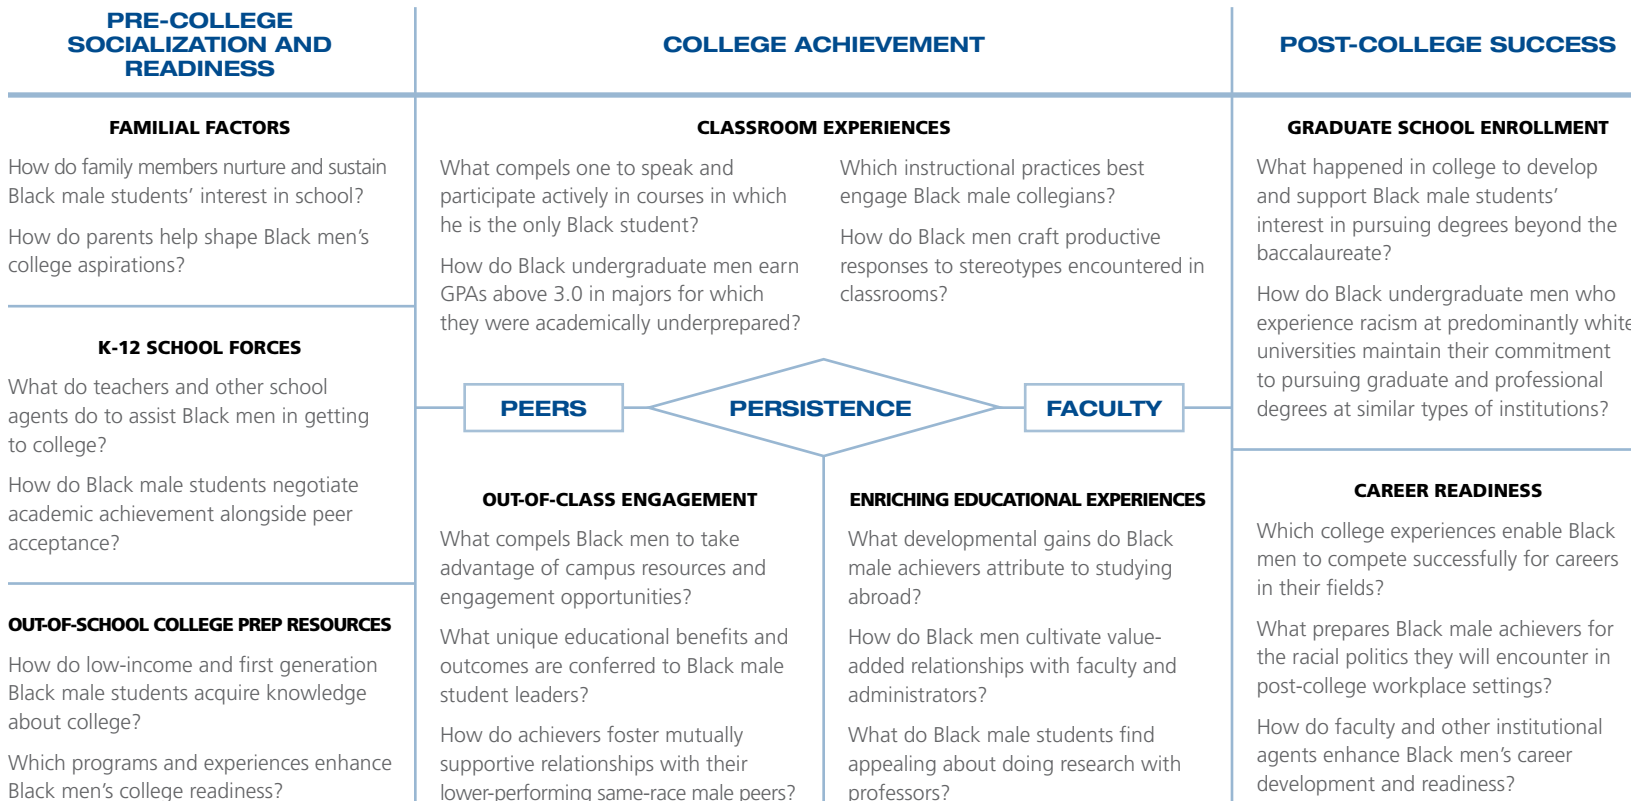 PRE-COLLEGE
SOCIALIZATION AND
READINESS
FAMILIAL FACTORS
How do family members nurture and sustain
Black male students’ interest in school?
How do parents help shape Black men’s
college aspirations?
K-12 SCHOOL FORCES
What do teachers and other school
agents do to assist Black men in getting
to college?
How do Black male students negotiate
academic achievement alongside peer
acceptance?
OUT-OF-SCHOOL COLLEGE PREP RESOURCES
How do low-income and first generation
Black male students acquire knowledge
about college?
Which programs and experiences enhance
Black men’s college readiness?
COLLEGE ACHIEVEMENT
CLASSROOM EXPERIENCES
What compels one to speak and
participate actively in courses in which
he is the only Black student?
How do Black undergraduate men earn
GPAs above 3.0 in majors for which
they were academically underprepared?
Which instructional practices best
engage Black male collegians?
How do Black men craft productive
responses to stereotypes encountered in
classrooms?
PEERS
PERSISTENCE
FACULTY
OUT-OF-CLASS ENGAGEMENT
What compels Black men to take
advantage of campus resources and
engagement opportunities?
What unique educational benefits and
outcomes are conferred to Black male
student leaders?
How do achievers foster mutually
supportive relationships with their
lower-performing same-race male peers?
ENRICHING EDUCATIONAL EXPERIENCES
What developmental gains do Black
male achievers attribute to studying
abroad?
How do Black men cultivate value-
added relationships with faculty and
administrators?
What do Black male students find
appealing about doing research with
professors?
POST-COLLEGE SUCCESS
GRADUATE SCHOOL ENROLLMENT
What happened in college to develop
and support Black male students’
interest in pursuing degrees beyond the
baccalaureate?
How do Black undergraduate men who
experience racism at predominantly white
universities maintain their commitment
to pursuing graduate and professional
degrees at similar types of institutions?
CAREER READINESS
Which college experiences enable Black
men to compete successfully for careers
in their fields?
What prepares Black male achievers for
the racial politics they will encounter in
post-college workplace settings?
How do faculty and other institutional
agents enhance Black men’s career
development and readiness?